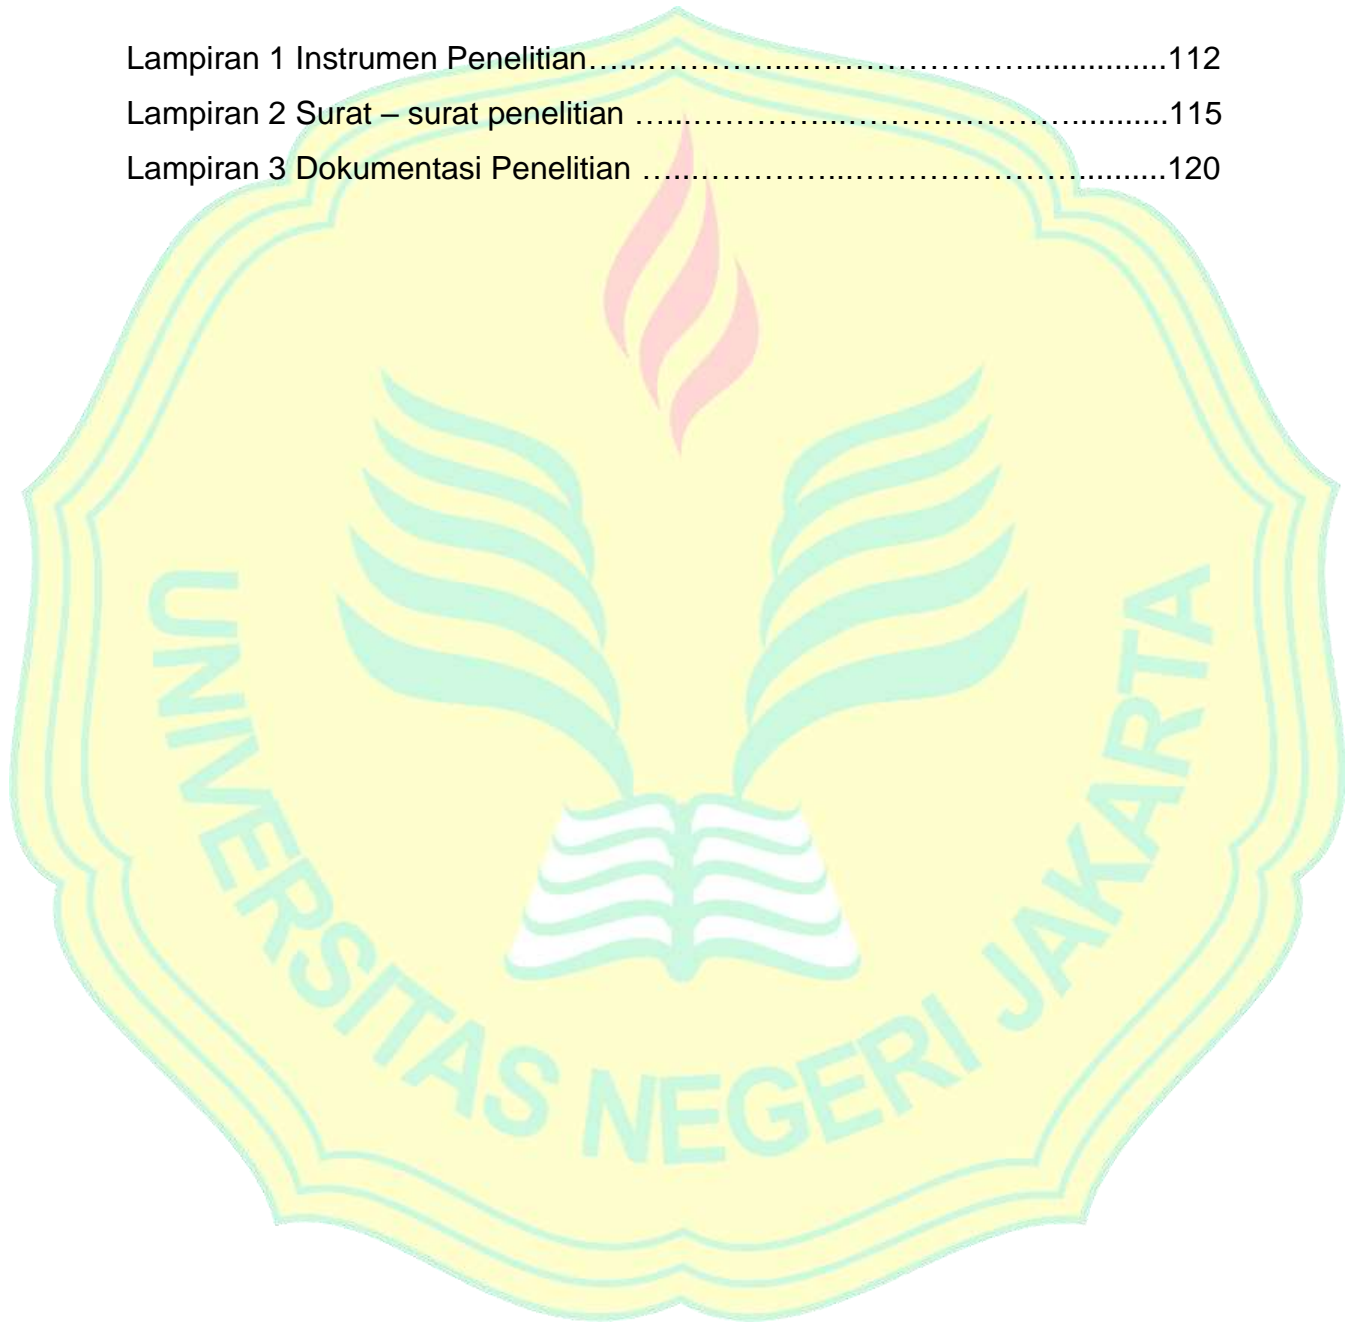 Lampiran 1 Instrumen Penelitian…...…………...…………………...............112
Lampiran 2 Surat – surat penelitian …...…………...…………………..........115
Lampiran 3 Dokumentasi Penelitian …...…………...………………….........120
UNIVERSITAS NEGERI JAKARTA